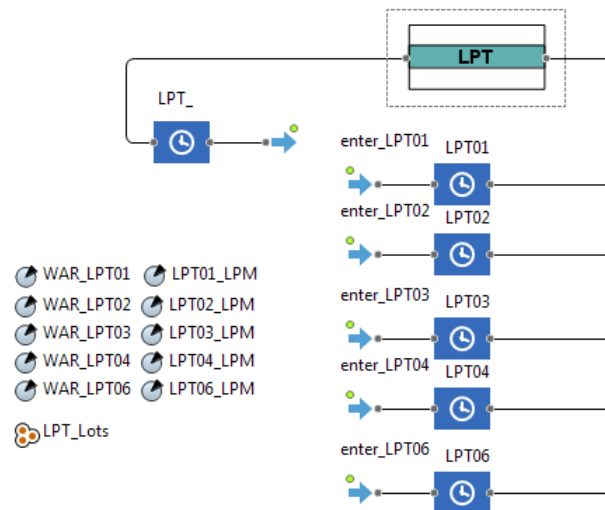 LPT
LPT_
enter_LPT01
LPT01
enter_LPT02
LPT02
WAR_LPT01 LPT01_LPM
WAR_LPT02 LPT02_LPM
enter_LPT03
LPT03
WAR_LPT03 LPT03_LPM
WAR_LPT04 LPT04_LPM
enter_LPT04
LPT04
WAR_LPT06 LPT06_LPM
LPT_Lots
enter_LPT06
LPT06